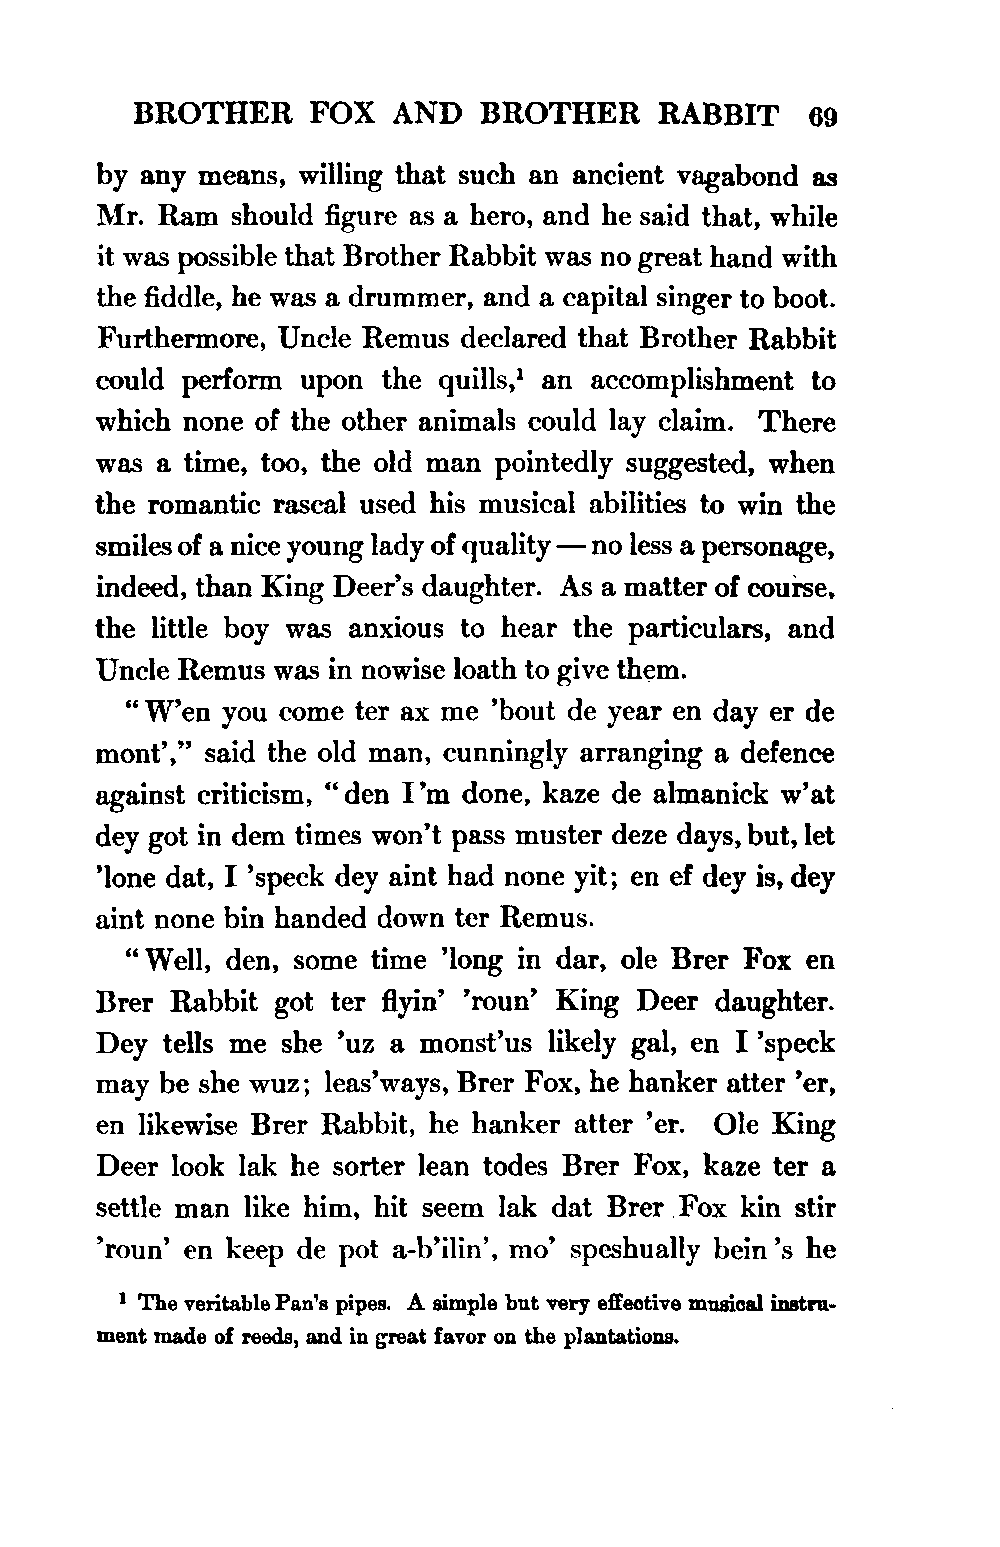 BROTHER FOX AND BROTHER RABBIT 69
by any means, willing that such an ancient vagabond as
Mr. Ram should figure as a hero, and he said that, while
it was possible that Brother Rabbit was no great hand with
the fiddle, he was a drummer, and a capital singer to boot.
Furthermore, Uncle Remus declared that Brother Rabbit
could perform upon the quills,¹ an accomplishment to
which none of the other animals could lay claim. There
was a time, too, the old man pointedly suggested, when
the romantic rascal used his musical abilities to win the
smiles of a nice young lady of quality — no less a personage,
indeed, than King Deer's daughter. As a matter of course,
the little boy was anxious to hear the particulars, and
Uncle Remus was in nowise loath to give them.
"W'en you come ter ax me 'bout de year en day er de
mont'," said the old man, cunningly arranging a defence
against criticism, "den I'm done, kaze de almanick w'at
dey got in dem times won't pass muster deze days, but, let
'lone dat, I 'speck dey aint had none yit; en ef dey is, dey
aint none bin handed down ter Remus.
"Well, den, some time 'long in dar, ole Brer Fox en
Brer Rabbit got ter flyin' 'roun' King Deer daughter.
Dey tells me she 'uz a monst'us likely gal, en I 'speck
may be she wuz; leas'ways, Brer Fox, he hanker atter 'er,
en likewise Brer Rabbit, he hanker atter 'er. Ole King
Deer look lak he sorter lean todes Brer Fox, kaze ter a
settle man like him, hit seem lak dat Brer Fox kin stir
'roun' en keep de pot a-b'ilin', mo' speshually bein's he
¹ The veritable Pan's pipes. A simple but very effective musical instru-
ment made of reeds, and in great favor on the plantations.